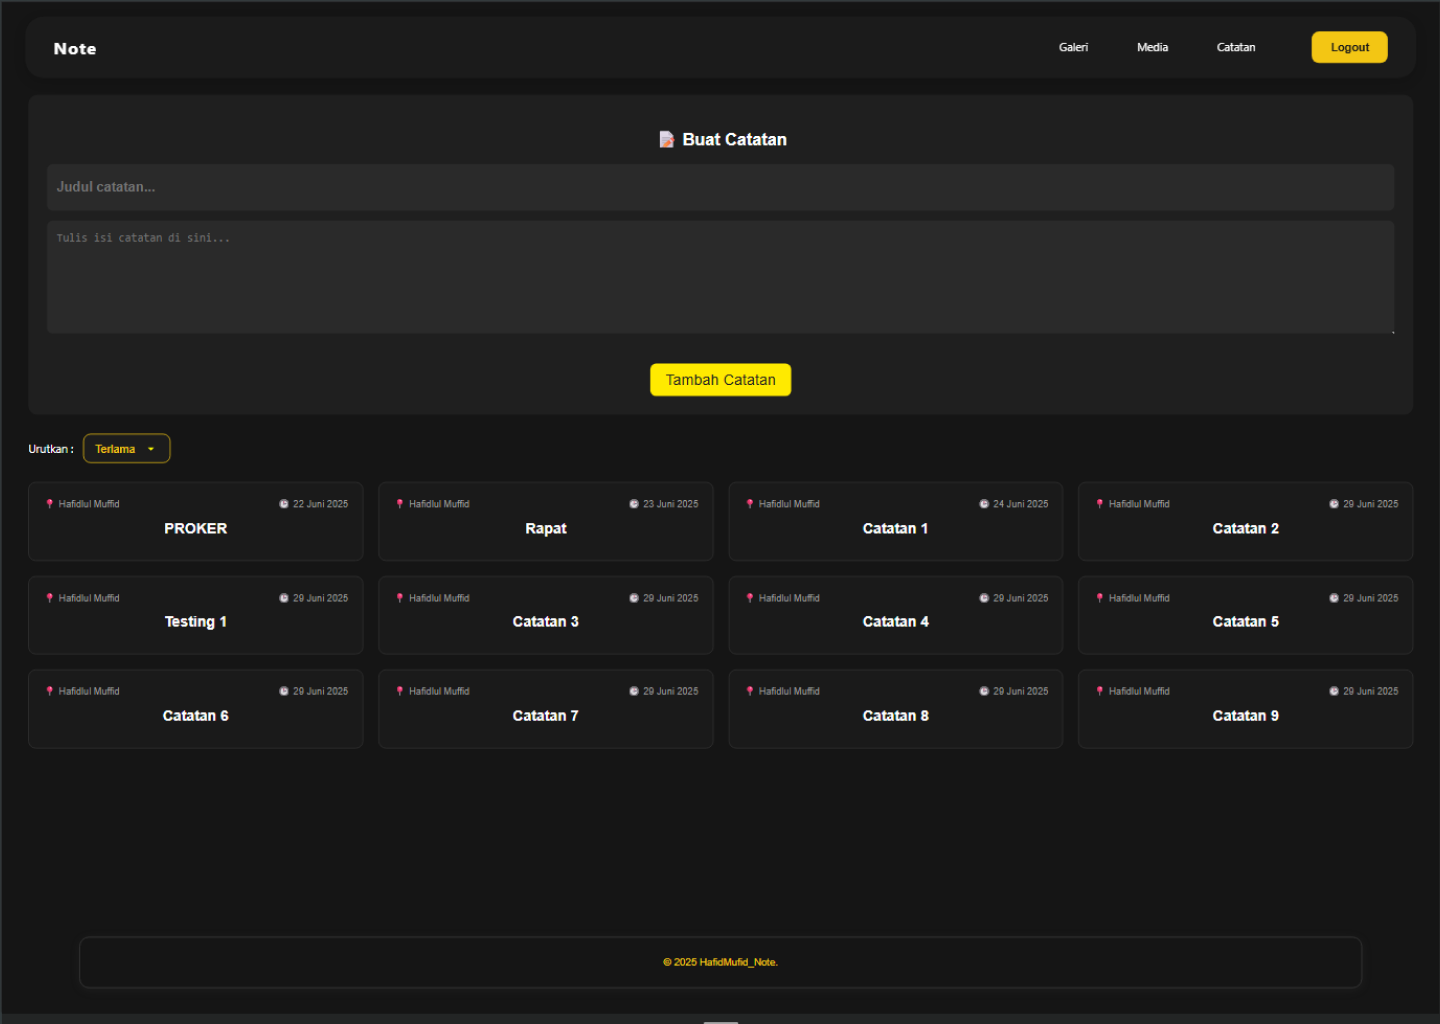 Note
Galeri
Media
Catatan
Logout
📝 Buat Catatan
Judul catatan...
Tulis isi catatan di sini...
Tambah Catatan
Urutkan :
Terlama
📍 Hafidlul Muffid 🕒 22 Juni 2025
PROKER
📍 Hafidlul Muffid 🕒 23 Juni 2025
Rapat
📍 Hafidlul Muffid 🕒 24 Juni 2025
Catatan 1
📍 Hafidlul Muffid 🕒 29 Juni 2025
Catatan 2
📍 Hafidlul Muffid 🕒 29 Juni 2025
Testing 1
📍 Hafidlul Muffid 🕒 29 Juni 2025
Catatan 3
📍 Hafidlul Muffid 🕒 29 Juni 2025
Catatan 4
📍 Hafidlul Muffid 🕒 29 Juni 2025
Catatan 5
📍 Hafidlul Muffid 🕒 29 Juni 2025
Catatan 6
📍 Hafidlul Muffid 🕒 29 Juni 2025
Catatan 7
📍 Hafidlul Muffid 🕒 29 Juni 2025
Catatan 8
📍 Hafidlul Muffid 🕒 29 Juni 2025
Catatan 9
© 2025 HafidMufid_Note.